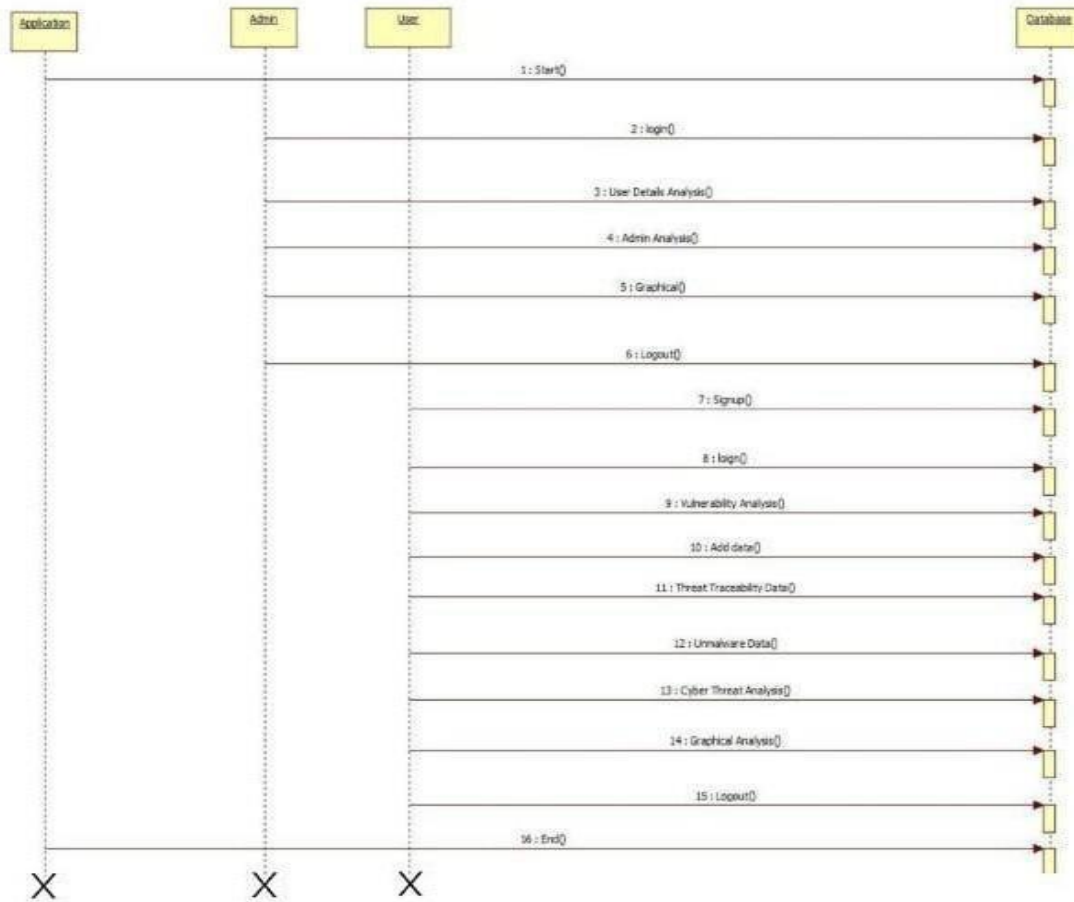 Application
Admin
User
Database
1 : Start()
2 : login()
3 : User Details Analysis()
4 : Admin Analysis()
5 : Graphical()
6 : Logout()
7 : Signup()
8 : loign()
9 : Vulnerability Analysis()
10 : Add data()
11 : Threat Traceability Data()
12 : Unmalware Data()
13 : Cyber Threat Analysis()
14 : Graphical Analysis()
15 : Logout()
16 : End()